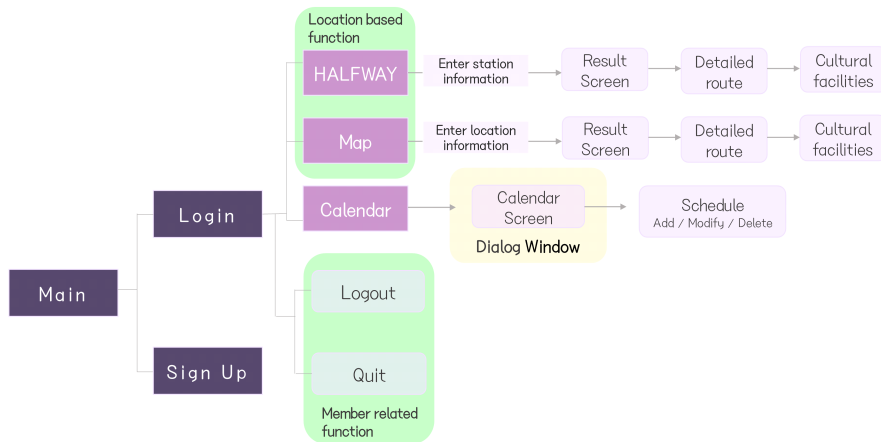 Location based
function
HALFWAY
Enter station
information
Result
Screen
Detailed
route
Cultural
facilities
Map
Enter location
information
Result
Screen
Detailed
route
Cultural
facilities
Login
Calendar
Calendar
Screen
Dialog Window
Schedule
Add / Modify / Delete
Main
Logout
Sign Up
Quit
Member related
function